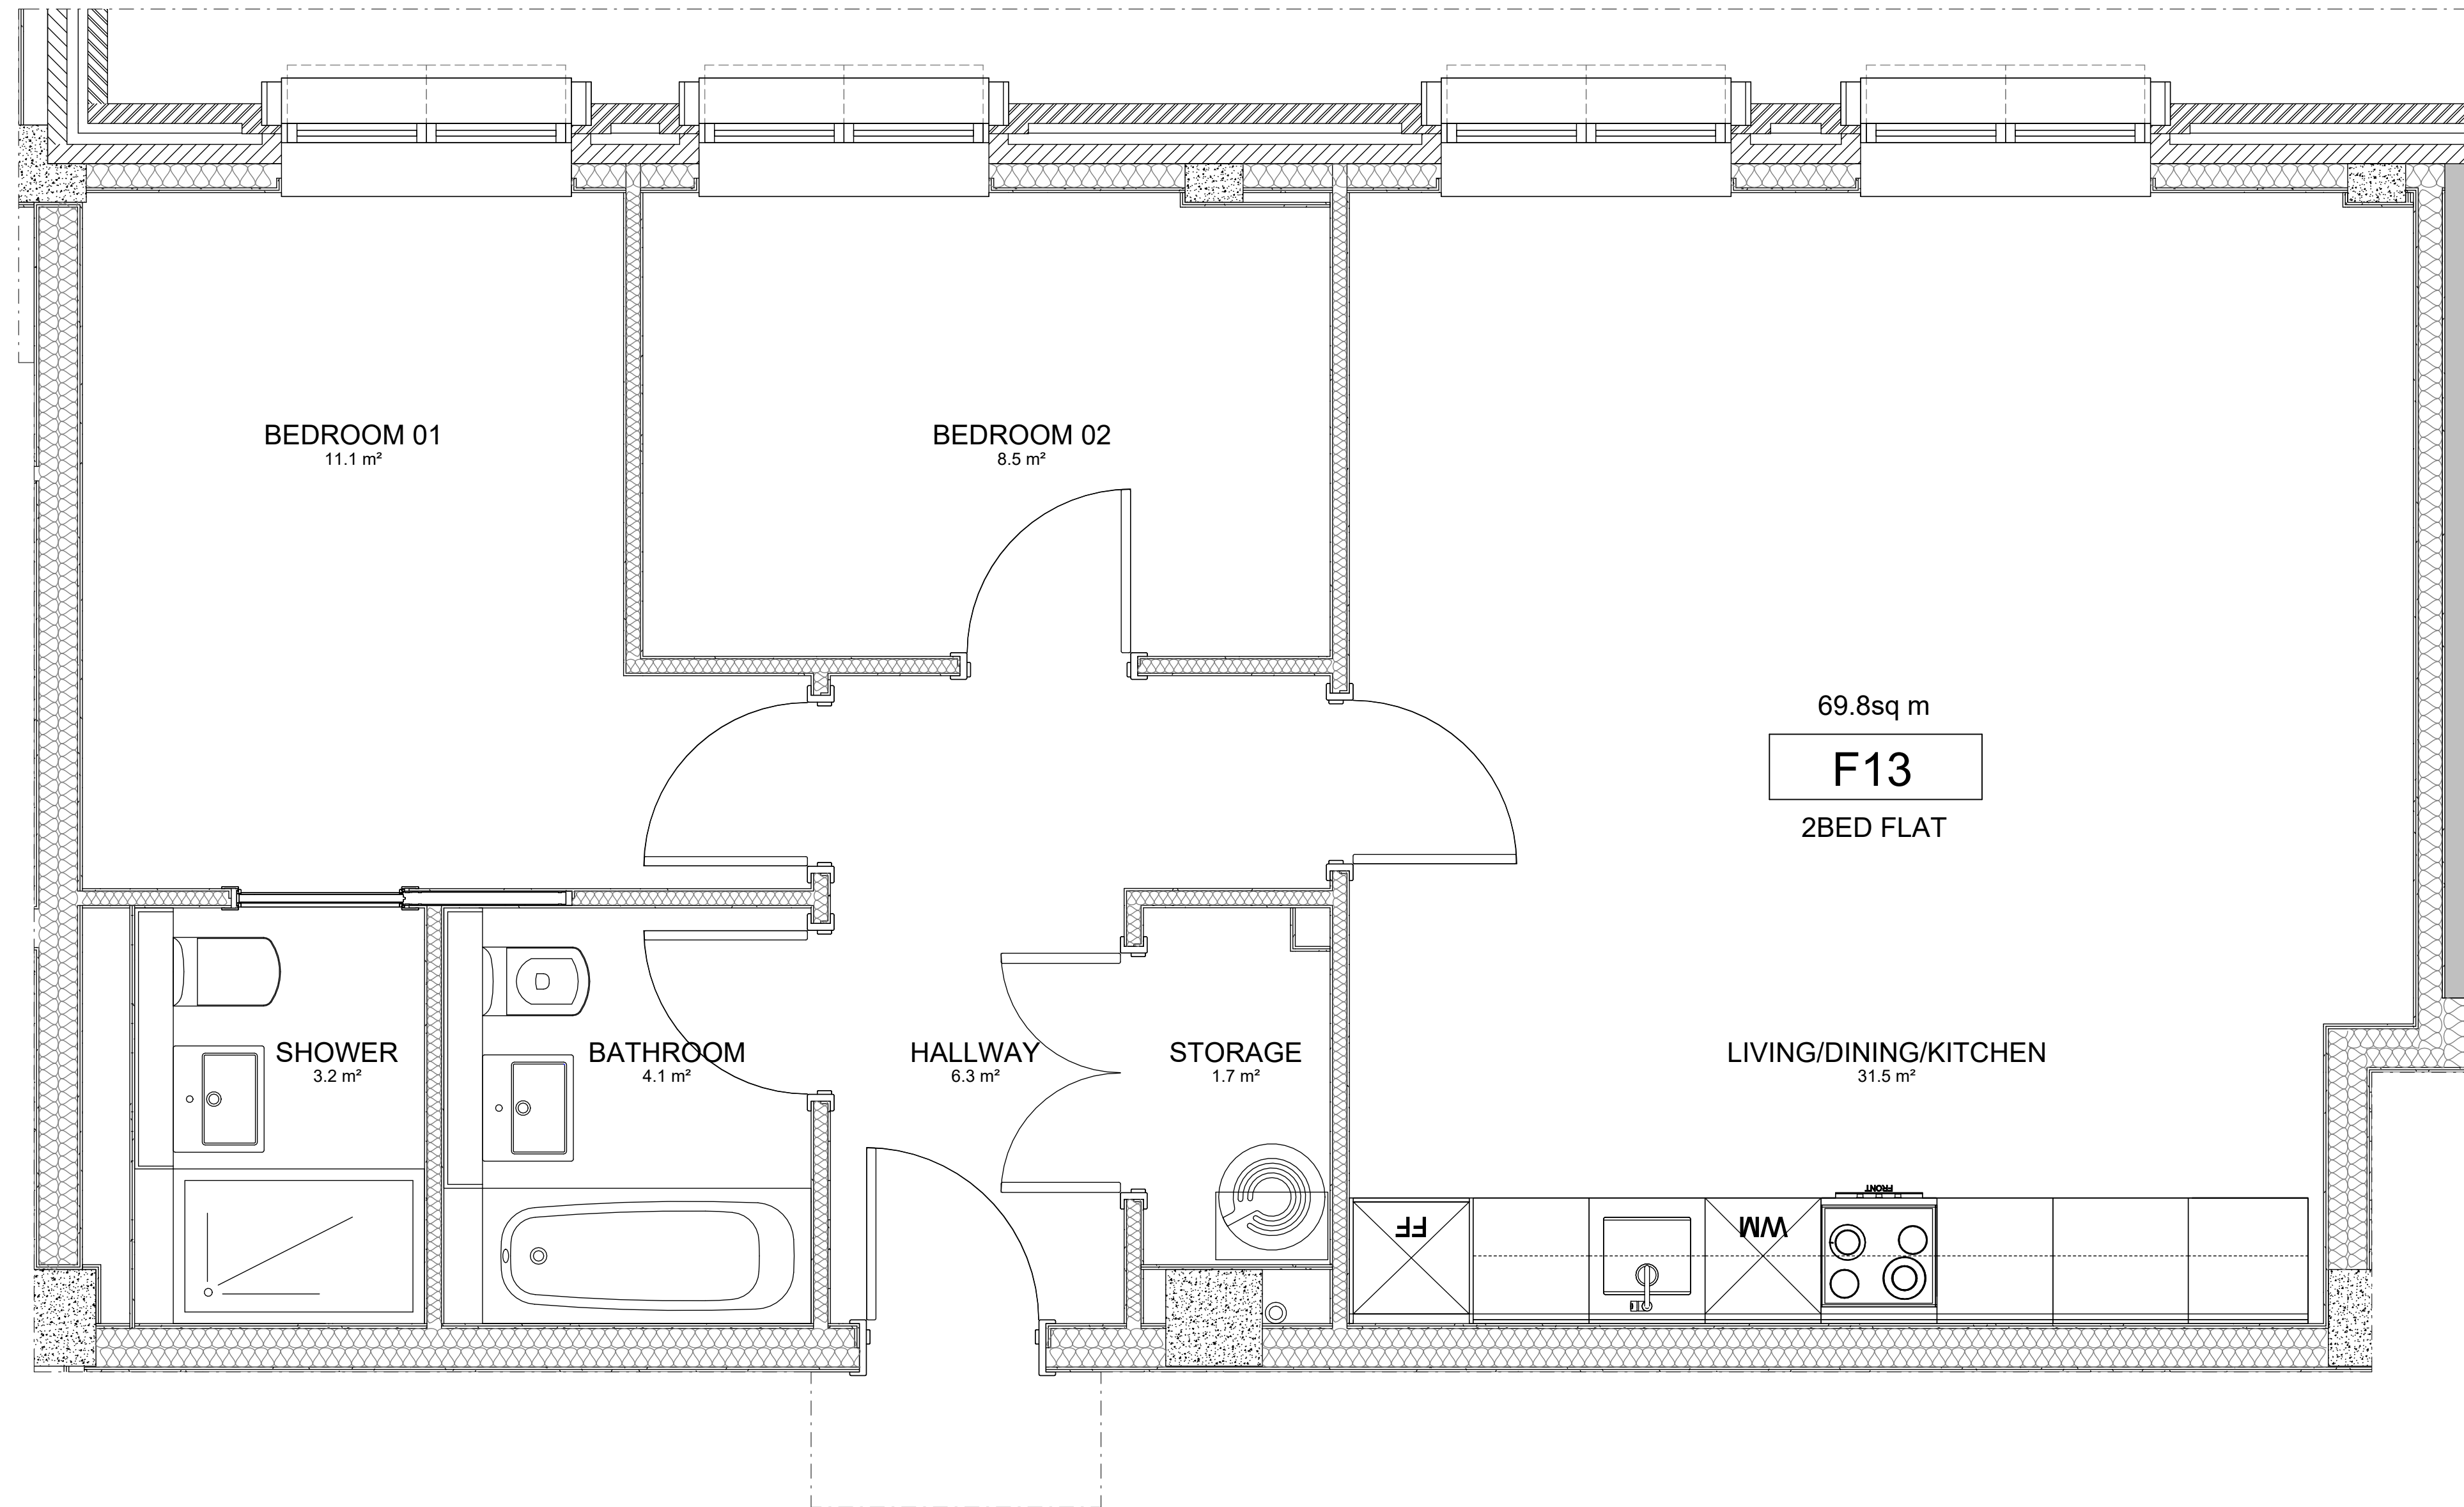 BEDROOM 01
11.1 m²
BEDROOM 02
8.5 m²
69.8sq m
F13
2BED FLAT
SHOWER
3.2 m²
BATHROOM
4.1 m²
HALLWAY
6.3 m²
STORAGE
1.7 m²
LIVING/DINING/KITCHEN
31.5 m²
FF
WM
FRONT